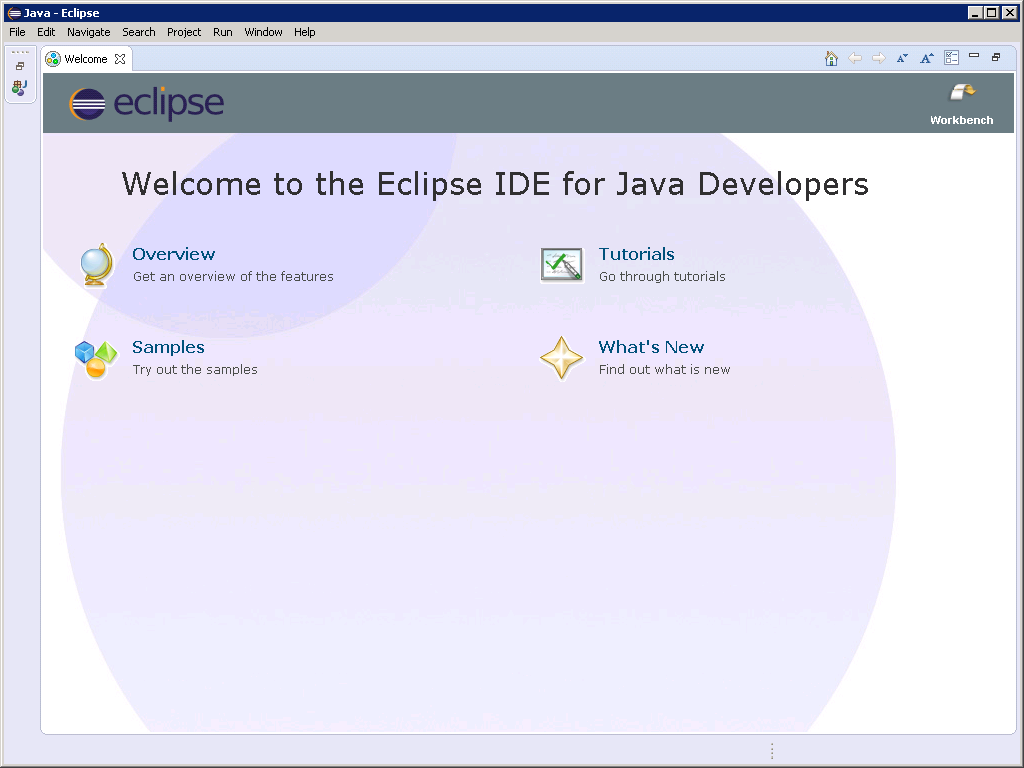 Java - Eclipse
File Edit Navigate Search Project Run Window Help
Welcome
eclipse
Workbench
Welcome to the Eclipse IDE for Java Developers
Overview
Get an overview of the features
Tutorials
Go through tutorials
Samples
Try out the samples
What's New
Find out what is new